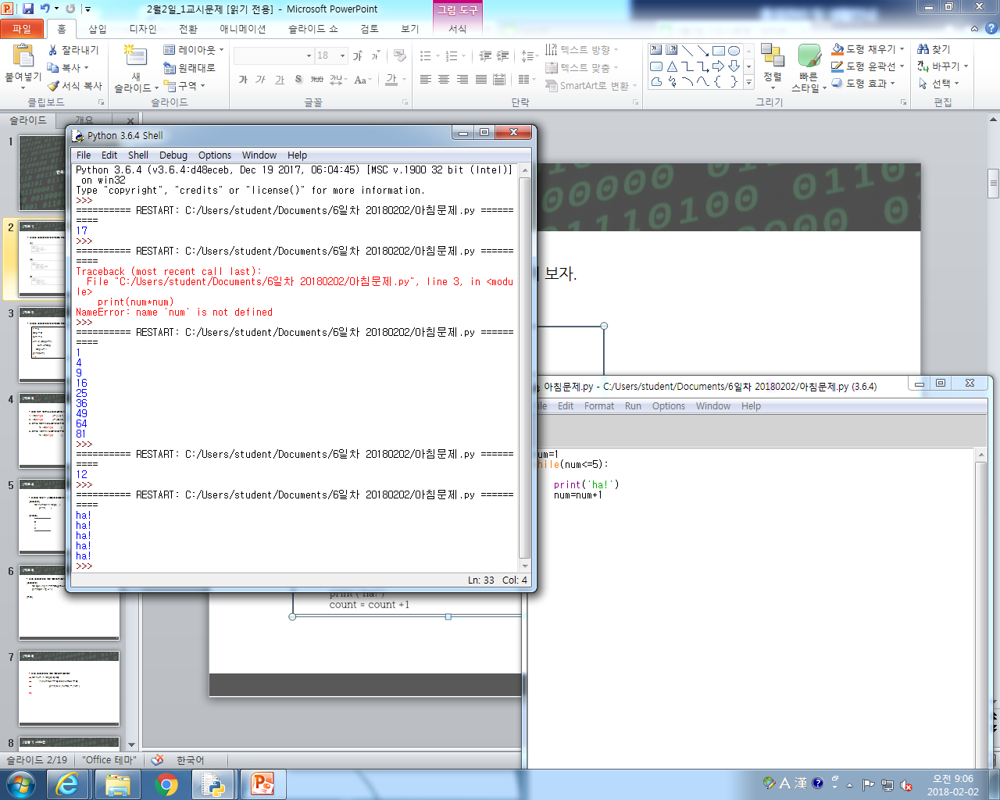 2월2일_1교시문제 [읽기 전용] - Microsoft PowerPoint
그림 도구
파일
홈
삽입
디자인
전환
애니메이션
슬라이드 쇼
검토
보기
서식
붙여넣기
잘라내기
복사
서식 복사
클립보드
새
슬라이드
레이아웃
원래대로
구역
슬라이드
18
가
가
가
S
가나
Aa
가
글꼴
텍스트 방향
텍스트 맞춤
SmartArt로 변환
단락
정렬
빠른
스타일
도형 채우기
도형 윤곽선
도형 효과
그리기
찾기
바꾸기
선택
편집
슬라이드
개요
1
2
3
4
5
6
7
8
Python 3.6.4 Shell
File Edit Shell Debug Options Window Help
Python 3.6.4 (v3.6.4:d48eceb, Dec 19 2017, 06:04:45) [MSC v.1900 32 bit (Intel)]
on win32
Type "copyright", "credits" or "license()" for more information.
>>>
========== RESTART: C:/Users/student/Documents/6일차 20180202/아침문제.py ======
====
17
>>>
========== RESTART: C:/Users/student/Documents/6일차 20180202/아침문제.py ======
====
Traceback (most recent call last):
File "C:/Users/student/Documents/6일차 20180202/아침문제.py", line 3, in <modu
le>
print(num*num)
NameError: name 'num' is not defined
>>>
========== RESTART: C:/Users/student/Documents/6일차 20180202/아침문제.py ======
====
1
4
9
16
25
36
49
64
81
>>>
========== RESTART: C:/Users/student/Documents/6일차 20180202/아침문제.py ======
====
12
>>>
========== RESTART: C:/Users/student/Documents/6일차 20180202/아침문제.py ======
====
ha!
ha!
ha!
ha!
ha!
>>>
Ln: 33 Col: 4
보자.
print ( ha! )
count = count +1
아침문제.py - C:/Users/student/Documents/6일차 20180202/아침문제.py (3.6.4)
ile Edit Format Run Options Window Help
um=1
hile(num<=5):
print('ha!')
num=num+1
슬라이드 2/19
"Office 테마"
한국어
A 漢
오전 9:06
2018-02-02